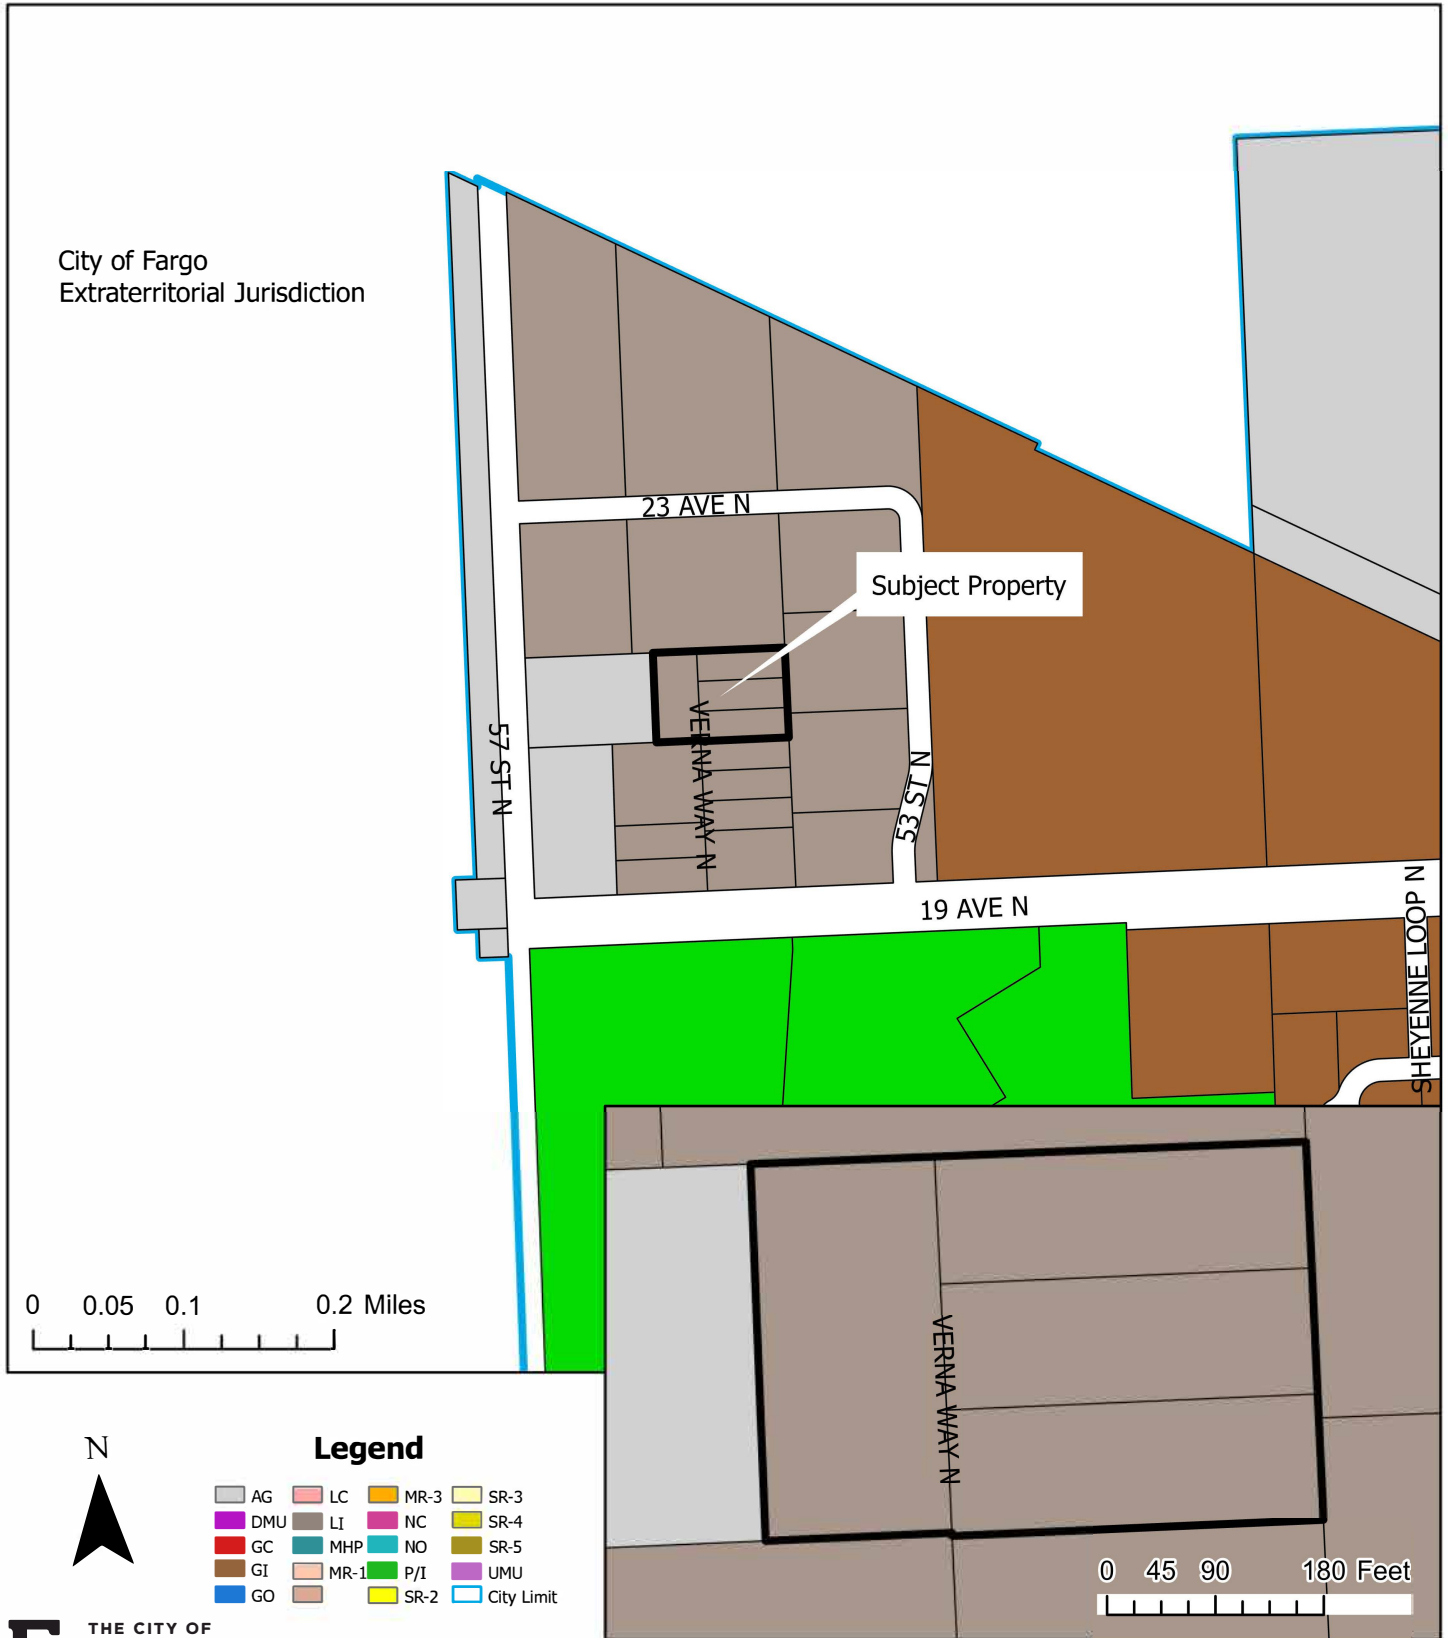 City of Fargo
Extraterritorial Jurisdiction
23 AVE N
Subject Property
57 ST N
VERNA WAY N
53 ST N
19 AVE N
SHEYENNE LOOP N
0 0.05 0.1 0.2 Miles
VERNA WAY N
0 45 90 180 Feet
N
Legend
AG LC MR-3 SR-3
DMU LI NC SR-4
GC MHP NO SR-5
GI MR-1 P/I UMU
GO SR-2 City Limit
THE CITY OF